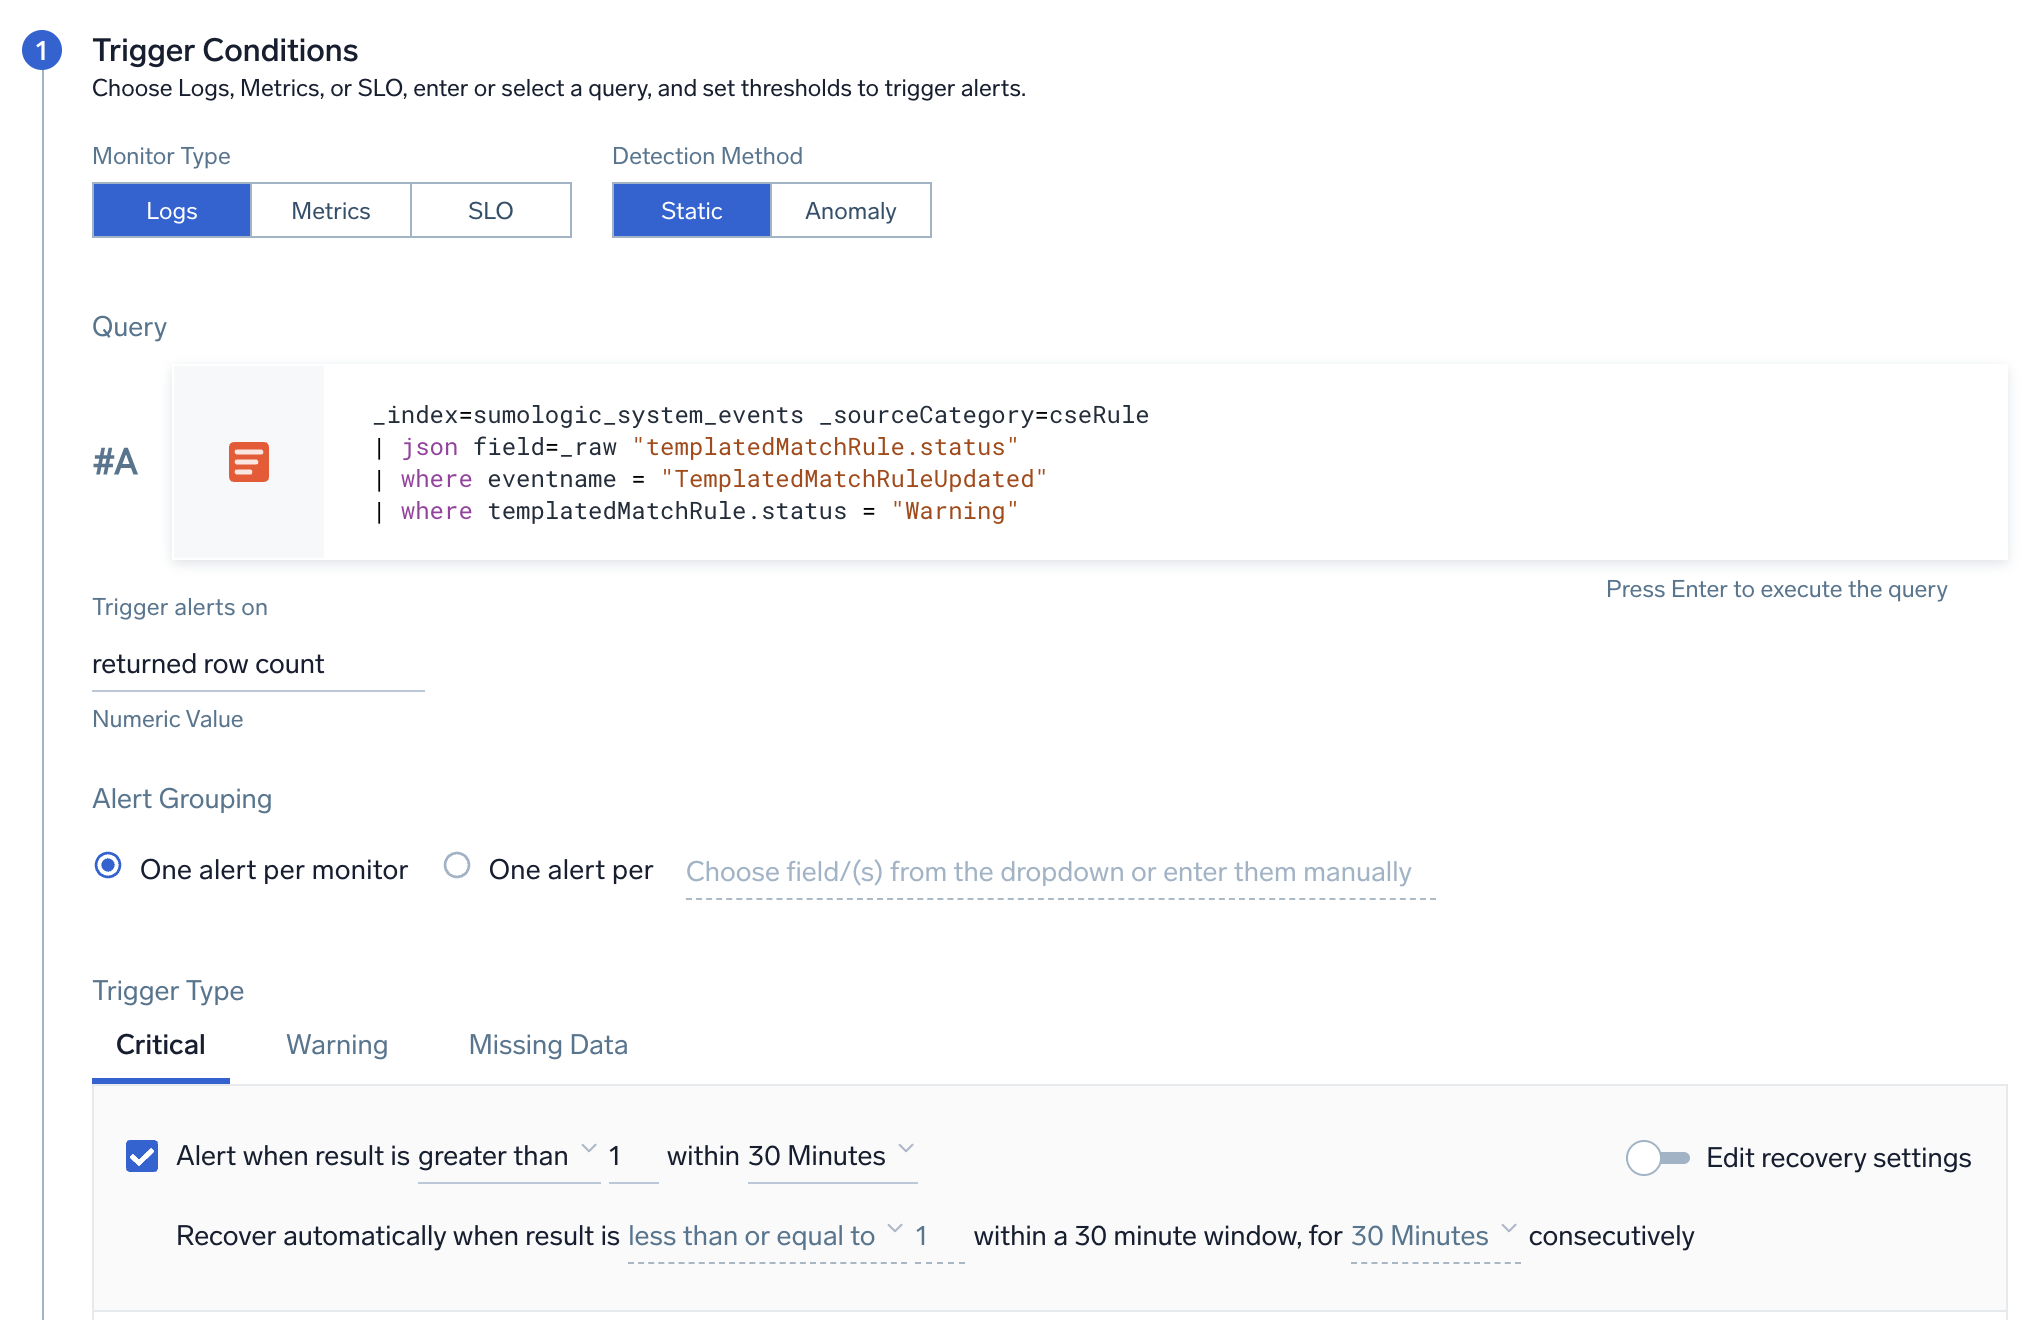 1
Trigger Conditions
Choose Logs, Metrics, or SLO, enter or select a query, and set thresholds to trigger alerts.
Monitor Type Detection Method
Logs Metrics SLO Static Anomaly
Query
#A
_index=sumologic_system_events _sourceCategory=cseRule
| json field=_raw "templatedMatchRule.status"
| where eventname = "TemplatedMatchRuleUpdated"
| where templatedMatchRule.status = "Warning"
Press Enter to execute the query
Trigger alerts on
returned row count
Numeric Value
Alert Grouping
One alert per monitor One alert per Choose field/(s) from the dropdown or enter them manually
Trigger Type
Critical Warning Missing Data
Alert when result is greater than 1 within 30 Minutes Edit recovery settings
Recover automatically when result is less than or equal to 1 within a 30 minute window, for 30 Minutes consecutively